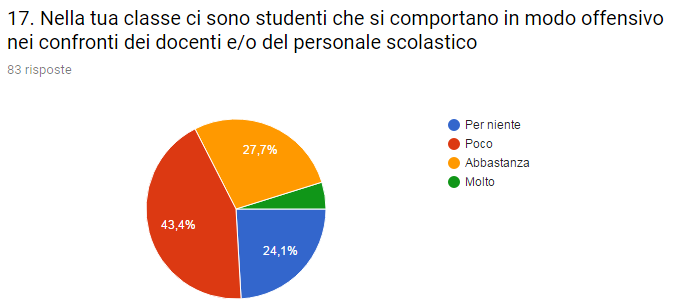 17. Nella tua classe ci sono studenti che si comportano in modo offensivo
nei confronti dei docenti e/o del personale scolastico
83 risposte
27,7%
43,4%
24,1%
Per niente
Poco
Abbastanza
Molto